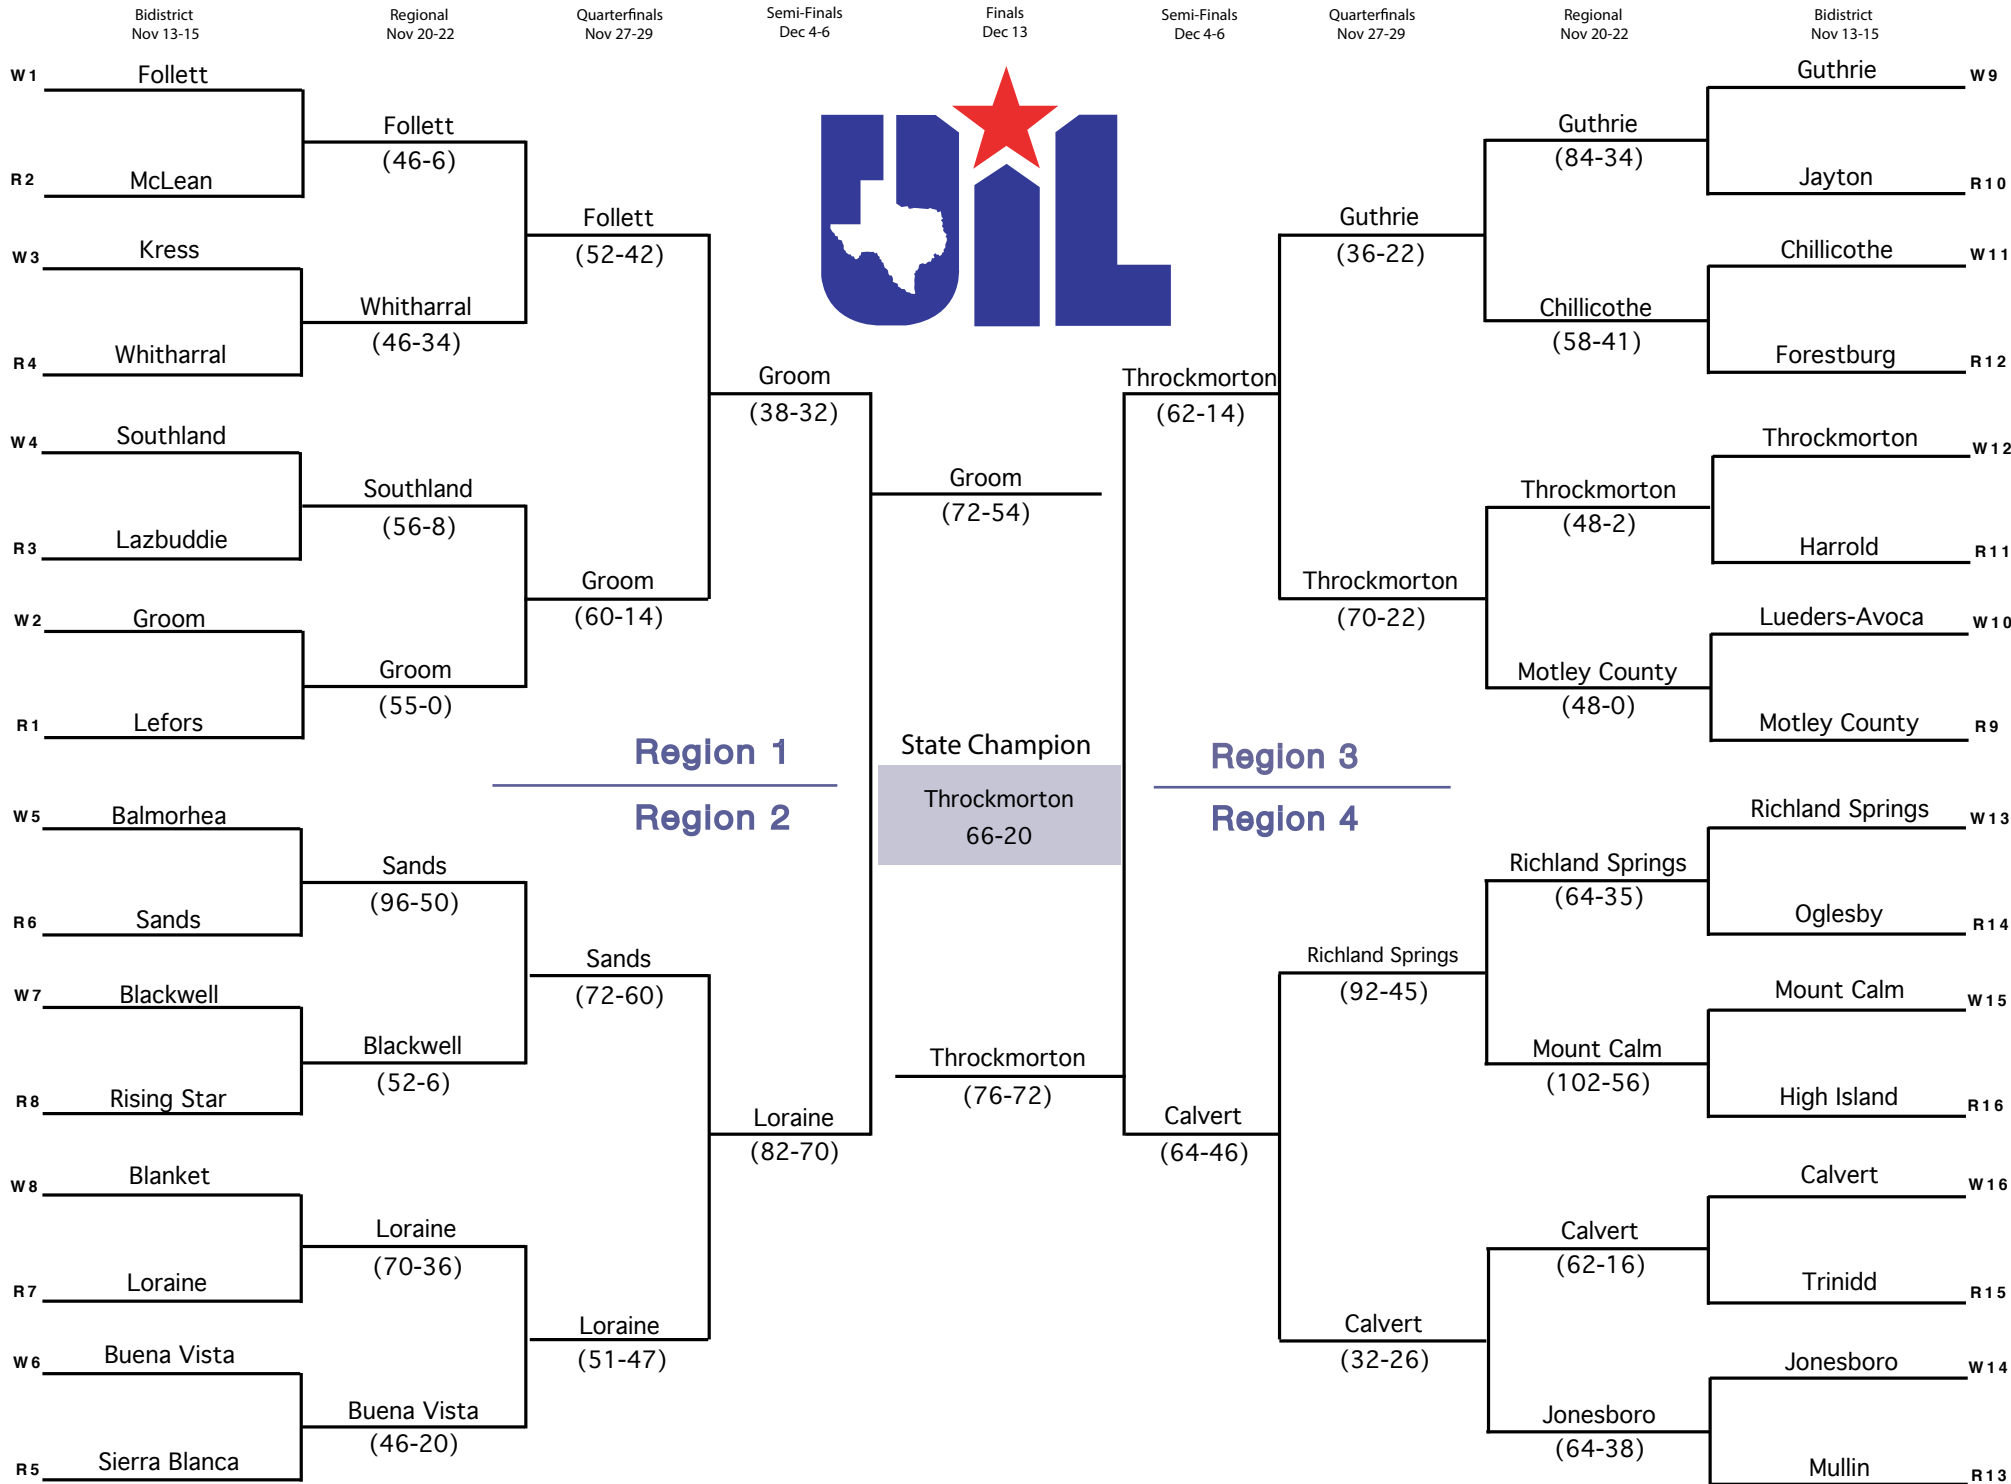 Bidistrict
Nov 13-15
Regional
Nov 20-22
Quarterfinals
Nov 27-29
Semi-Finals
Dec 4-6
Finals
Dec 13
Semi-Finals
Dec 4-6
Quarterfinals
Nov 27-29
Regional
Nov 20-22
Bidistrict
Nov 13-15
UIL
W1 Follett
R2 McLean
W3 Kress
R4 Whitharral
W4 Southland
R3 Lazbuddie
W2 Groom
R1 Lefors
W5 Balmorhea
R6 Sands
W7 Blackwell
R8 Rising Star
W8 Blanket
R7 Loraine
W6 Buena Vista
R5 Sierra Blanca
Follett
(46-6)
Whitharral
(46-34)
Southland
(56-8)
Groom
(55-0)
Sands
(96-50)
Blackwell
(52-6)
Loraine
(70-36)
Buena Vista
(46-20)
Follett
(52-42)
Groom
(60-14)
Region 1
Region 2
Sands
(72-60)
Loraine
(51-47)
Groom
(38-32)
Loraine
(82-70)
Groom
(72-54)
State Champion
Throckmorton
66-20
Throckmorton
(76-72)
Throckmorton
(62-14)
Calvert
(64-46)
Guthrie
(36-22)
Throckmorton
(70-22)
Region 3
Region 4
Richland Springs
(92-45)
Calvert
(32-26)
Guthrie
(84-34)
Chillicothe
(58-41)
Throckmorton
(48-2)
Motley County
(48-0)
Richland Springs
(64-35)
Mount Calm
(102-56)
Calvert
(62-16)
Jonesboro
(64-38)
Guthrie W9
Jayton R10
Chillicothe W11
Forestburg R12
Throckmorton W12
Harrold R11
Lueders-Avoca W10
Motley County R9
Richland Springs W13
Oglesby R14
Mount Calm W15
High Island R16
Calvert W16
Trinidd R15
Jonesboro W14
Mullin R13